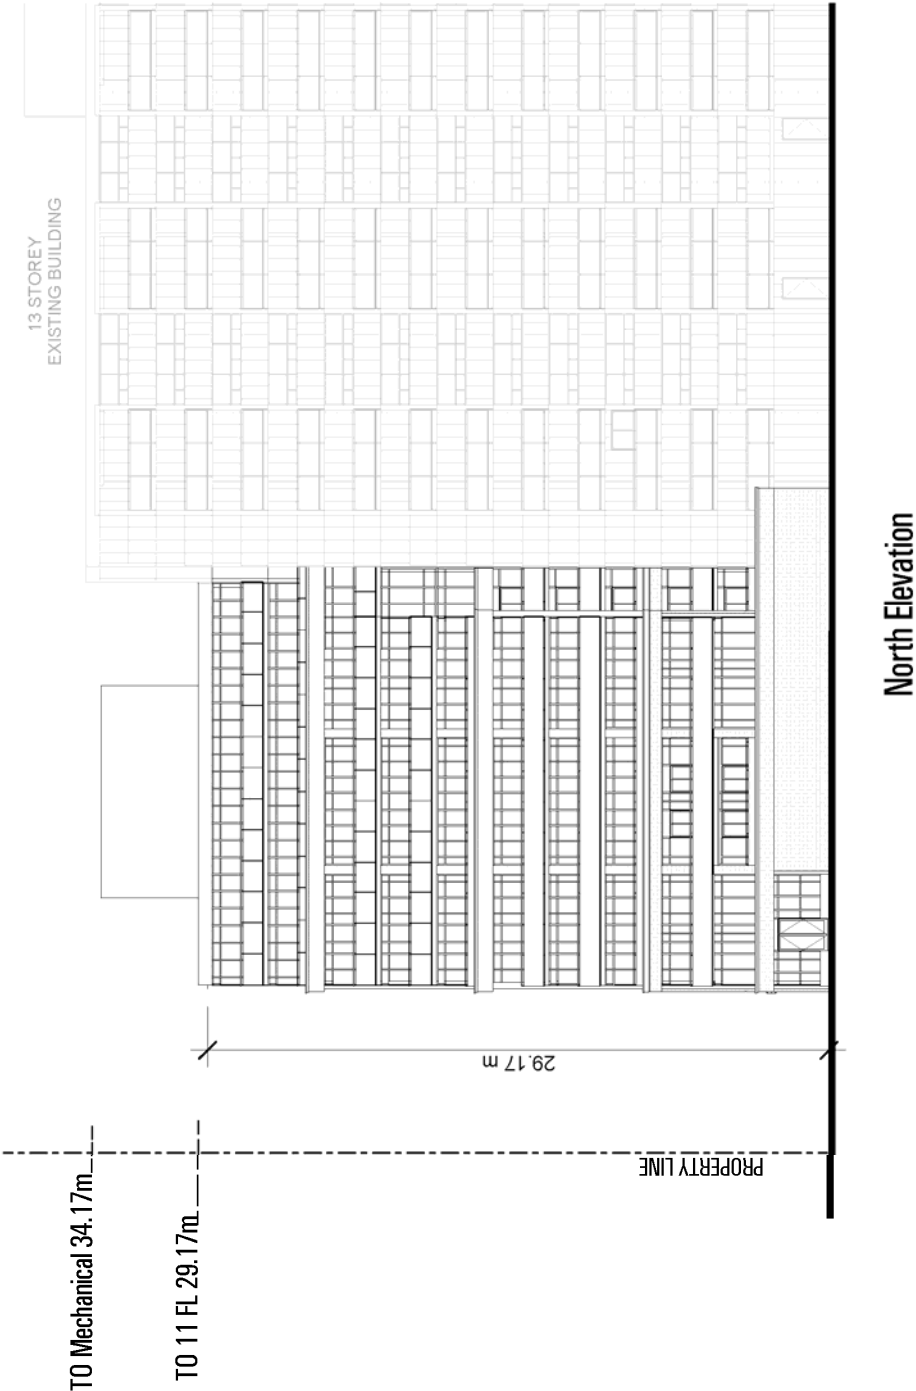 13 STOREY
EXISTING BUILDING
North Elevation
29.17 m
PROPERTY LINE
TO Mechanical 34.17m
TO 11 FL 29.17m